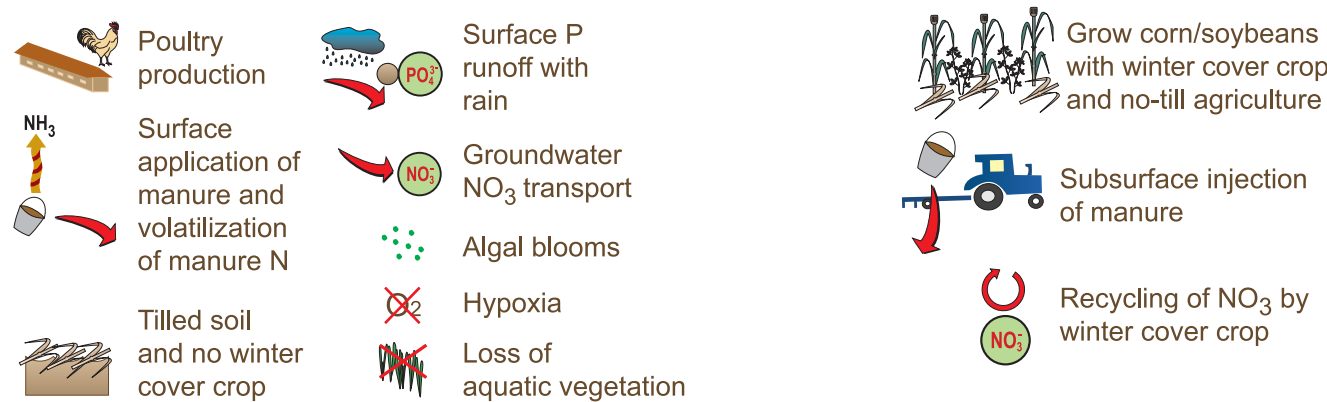 Poultry
production
NH₃
Surface
application of
manure and
volatilization
of manure N
Tilled soil
and no winter
cover crop
PO₄³⁻
Surface P
runoff with
rain
NO₃⁻
Groundwater
NO₃ transport
Algal blooms
O₂
Hypoxia
Loss of
aquatic vegetation
Grow corn/soybeans
with winter cover crop
and no-till agriculture
Subsurface injection
of manure
NO₃⁻
Recycling of NO₃ by
winter cover crop